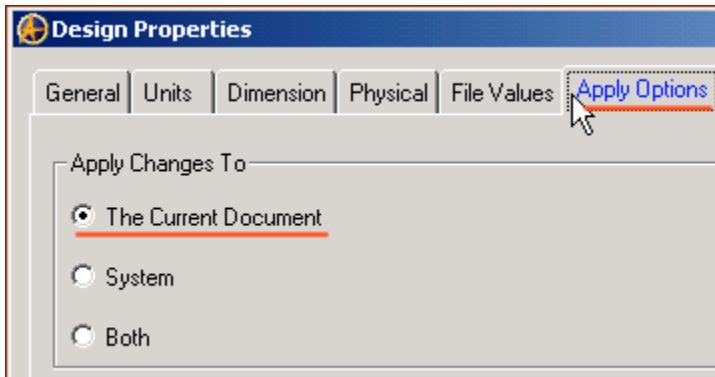 Design Properties
General Units Dimension Physical File Values Apply Options
Apply Changes To
The Current Document
System
Both